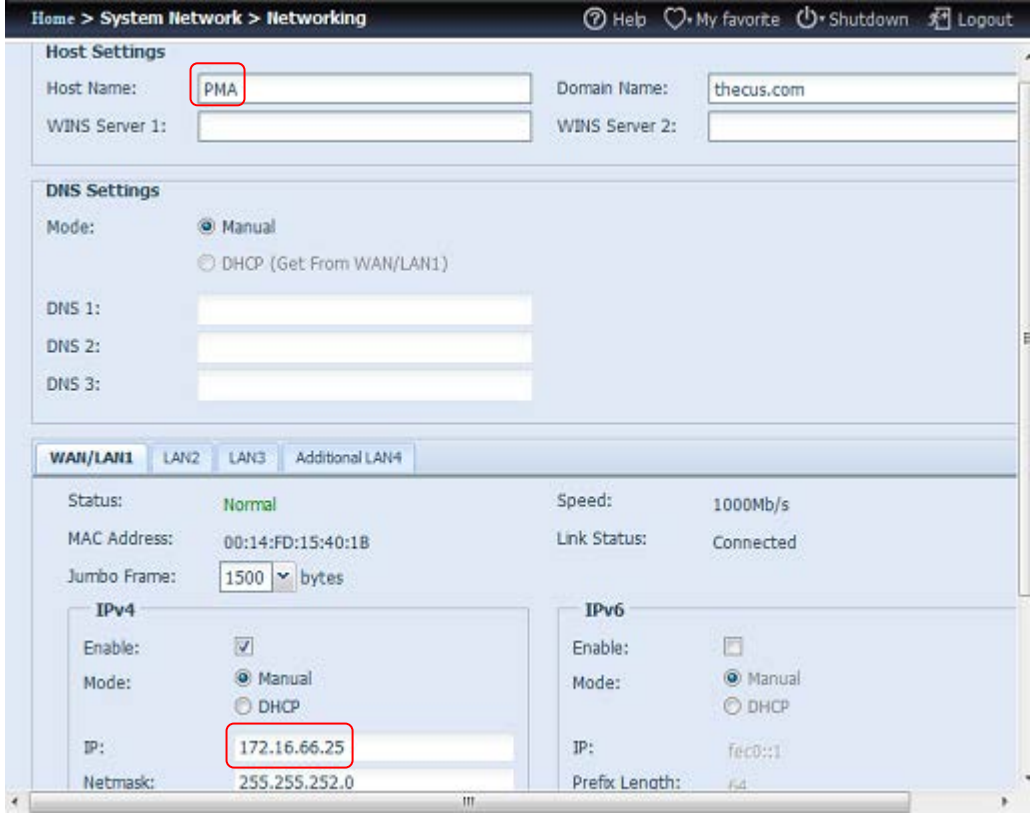 Home > System Network > Networking Help My favorite Shutdown Logout
Host Settings
Host Name: PMA Domain Name: thecus.com
WINS Server 1: WINS Server 2:
DNS Settings
Mode: Manual
DHCP (Get From WAN/LAN1)
DNS 1:
DNS 2:
DNS 3:
WAN/LAN1 LAN2 LAN3 Additional LAN4
Status: Normal Speed: 1000Mb/s
MAC Address: 00:14:FD:15:40:1B Link Status: Connected
Jumbo Frame: 1500 bytes
IPv4 IPv6
Enable: Enable:
Mode: Manual Mode: Manual
DHCP DHCP
IP: 172.16.66.25 IP: fec0::1
Netmask: 255.255.252.0 Prefix Length: 64